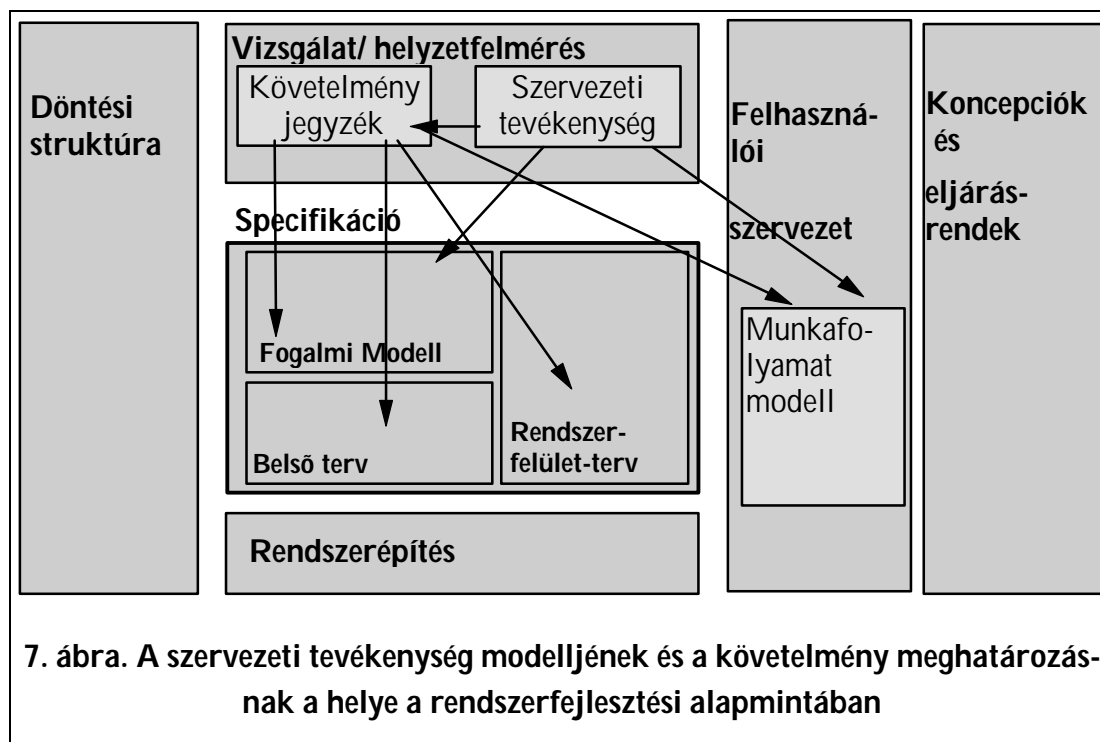 Döntési
struktúra
Vizsgálat/ helyzetfelmérés
Követelmény
jegyzék
Szervezeti
tevékenység
Specifikáció
Fogalmi Modell
Belső terv
Rendszer-
felület-terv
Rendszerépítés
Felhaszná-
lói
szervezet
Munkafo-
lyamat
modell
Koncepciók
és
eljárás-
rendek
7. ábra. A szervezeti tevékenység modelljének és a követelmény meghatározás-
nak a helye a rendszerfejlesztési alapmintában